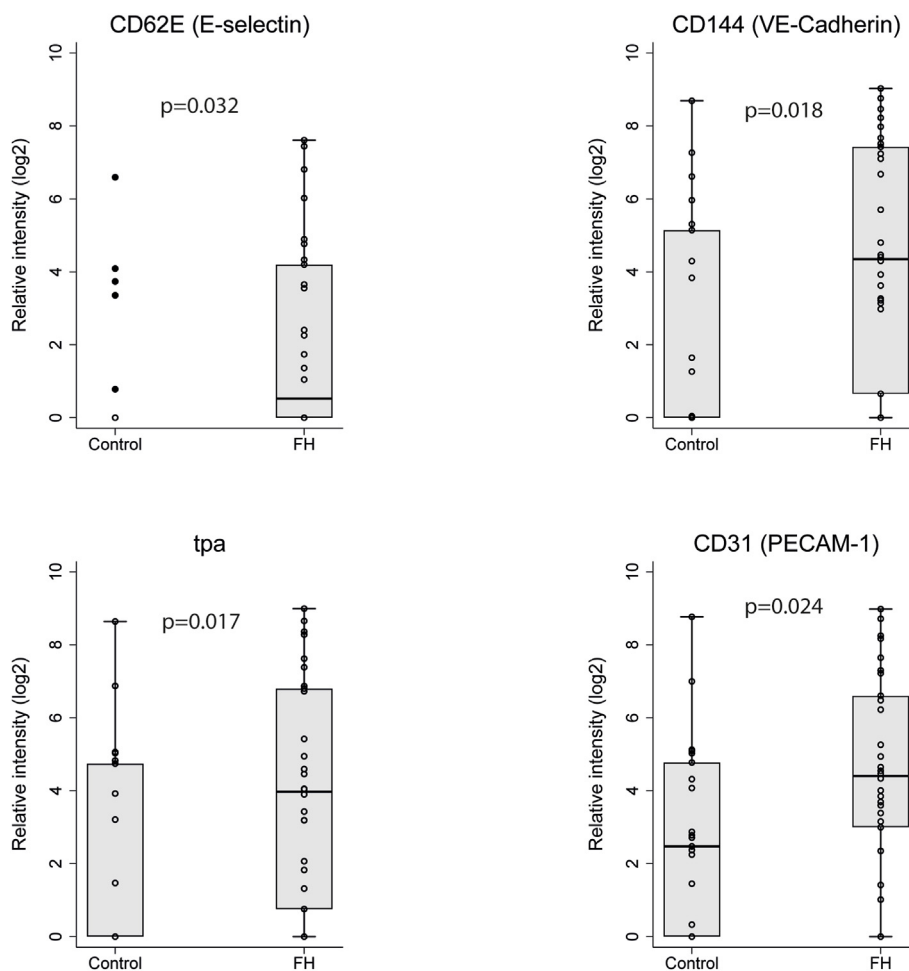 CD62E (E-selectin)
10
8
6
4
2
0
Relative intensity (log2)
p=0.032
Control
FH
CD144 (VE-Cadherin)
10
8
6
4
2
0
Relative intensity (log2)
p=0.018
Control
FH
tpa
10
8
6
4
2
0
Relative intensity (log2)
p=0.017
Control
FH
CD31 (PECAM-1)
10
8
6
4
2
0
Relative intensity (log2)
p=0.024
Control
FH